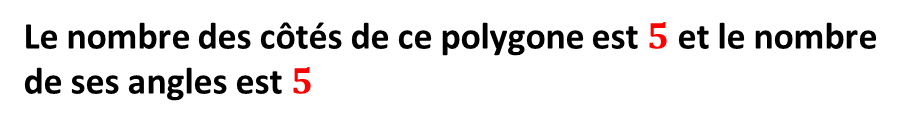 Le nombre des côtés de ce polygone est 5 et le nombre
de ses angles est 5